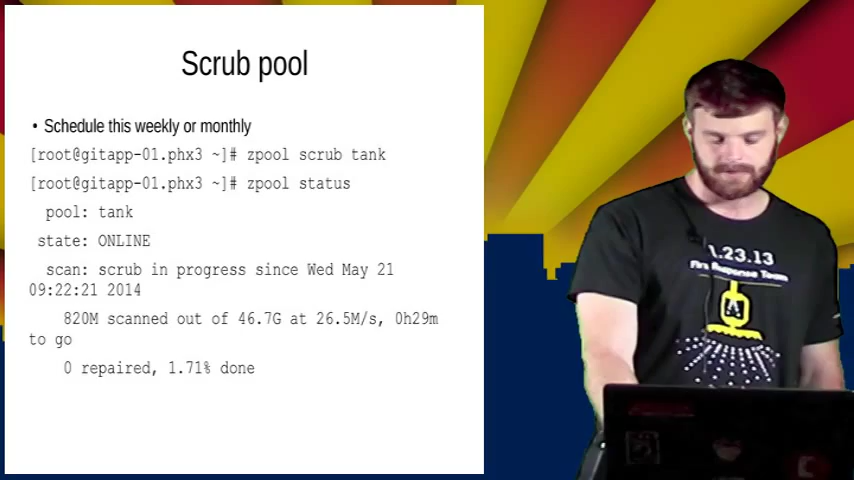 Scrub pool
• Schedule this weekly or monthly
[root@gitapp-01.phx3 ~]# zpool scrub tank
[root@gitapp-01.phx3 ~]# zpool status
pool: tank
state: ONLINE
scan: scrub in progress since Wed May 21
09:22:21 2014
820M scanned out of 46.7G at 26.5M/s, 0h29m
to go
0 repaired, 1.71% done
.23.13
Response Team